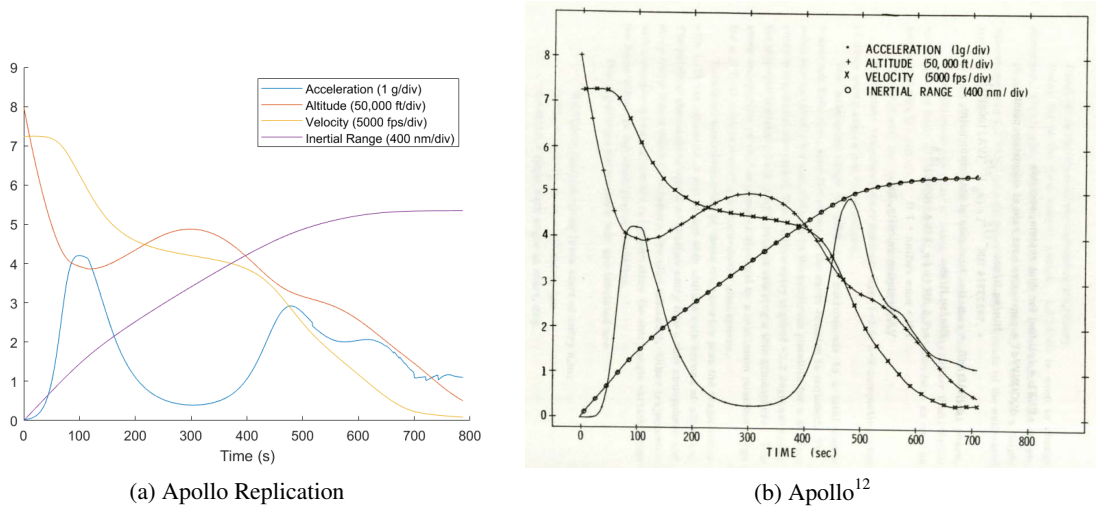 9
8
7
6
5
4
3
2
1
0
0 100 200 300 400 500 600 700 800
Time (s)
Acceleration (1 g/div)
Altitude (50,000 ft/div)
Velocity (5000 fps/div)
Inertial Range (400 nm/div)
(a) Apollo Replication
8
7
6
5
4
3
2
1
0
0 100 200 300 400 500 600 700 800
TIME (sec)
· ACCELERATION (1g/div)
+ ALTITUDE (50,000 ft/div)
x VELOCITY (5000 fps/div)
o INERTIAL RANGE (400 nm/div)
(b) Apollo¹²